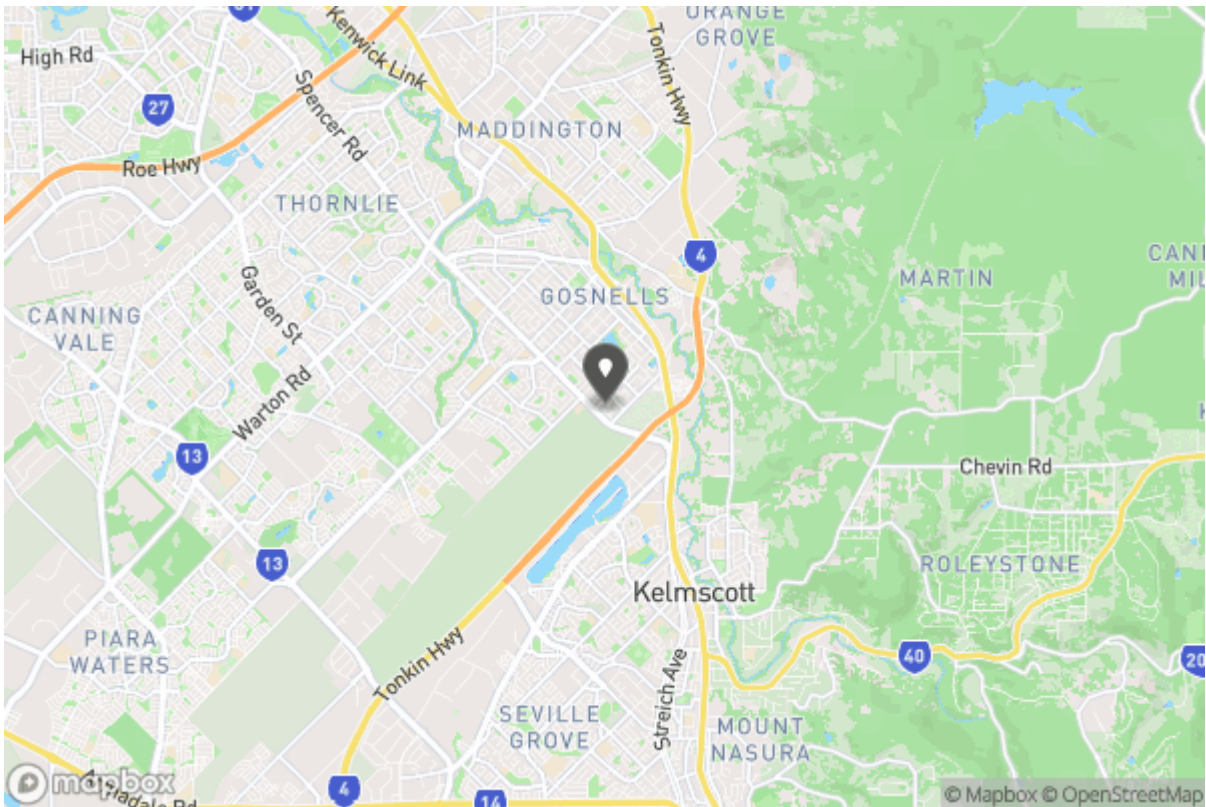 ORANGE
GROVE
High Rd
Kenwick Link
Tonkin Hwy
27
Spencer Rd
MADDINGTON
Roe Hwy
THORNLIE
4
MARTIN
GOSNELLS
Garden St
CANNING
VALE
Warton Rd
13
Chevin Rd
13
ROLEYSTONE
Kelmscott
PIARA
WATERS
Tonkin Hwy
40
20
Streich Ave
SEVILLE
GROVE
MOUNT
NASURA
mapbox
4
14
© Mapbox © OpenStreetMap